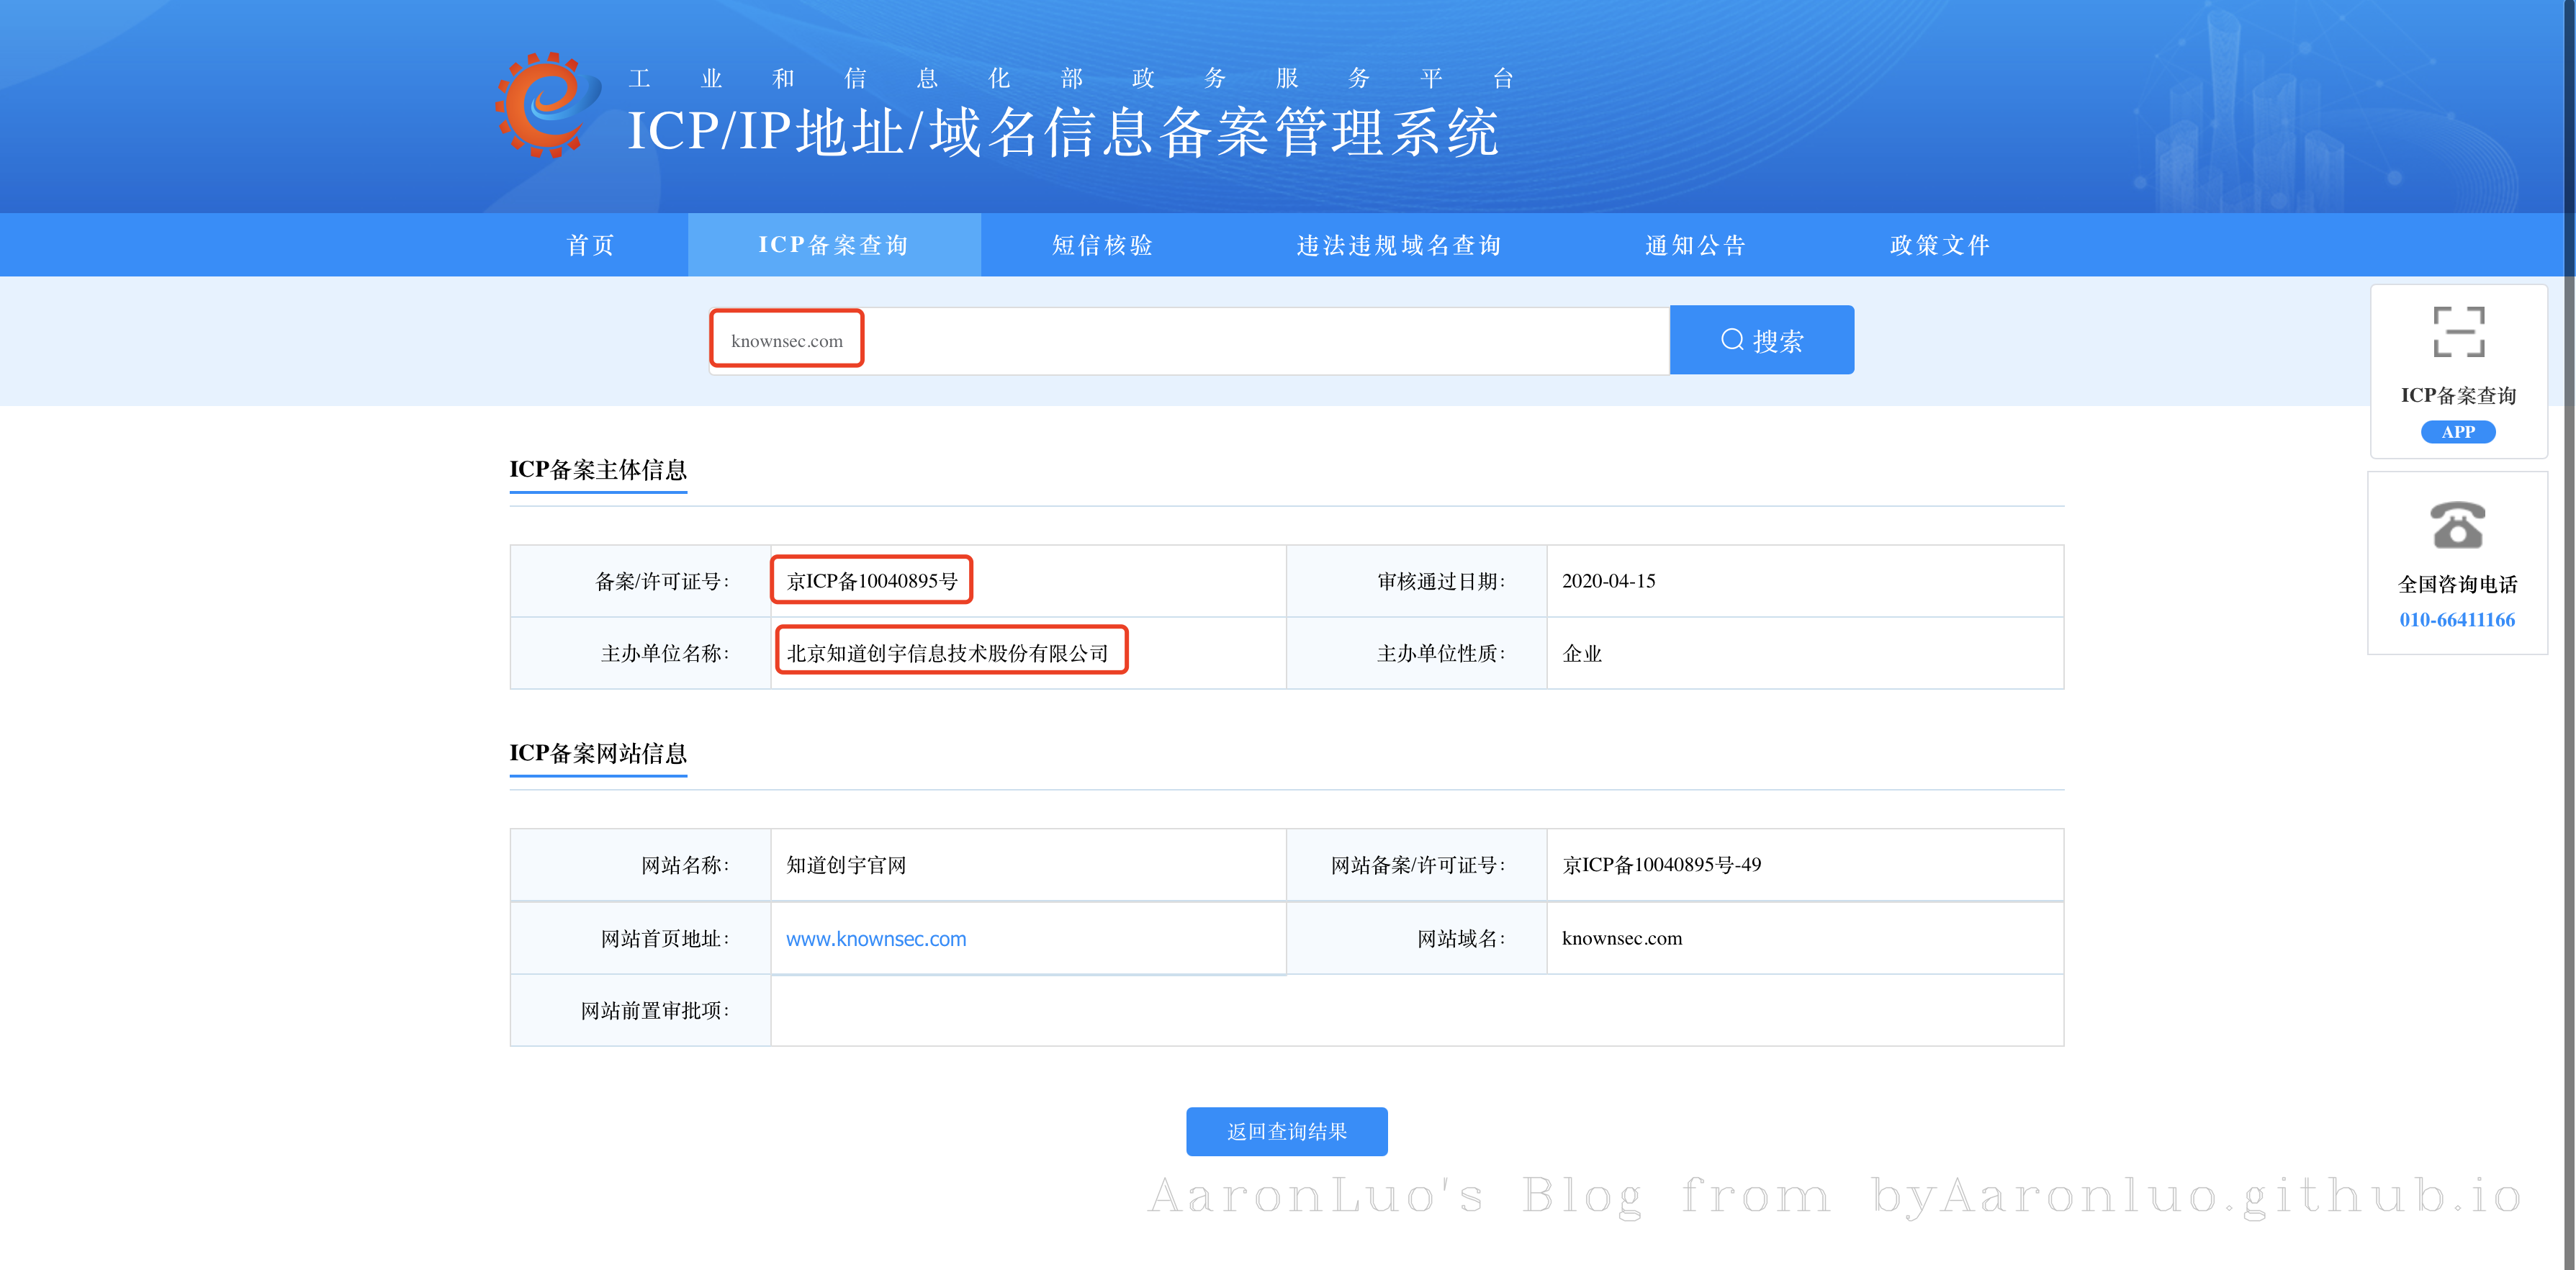 工业和信息化部政务服务平台
ICP/IP地址/域名信息备案管理系统
首页 ICP备案查询 短信核验 违法违规域名查询 通知公告 政策文件
knownsec.com 搜索
ICP备案查询
APP
全国咨询电话
010-66411166
ICP备案主体信息
备案/许可证号： 京ICP备10040895号 审核通过日期： 2020-04-15
主办单位名称： 北京知道创宇信息技术股份有限公司 主办单位性质： 企业
ICP备案网站信息
网站名称： 知道创宇官网 网站备案/许可证号： 京ICP备10040895号-49
网站首页地址： www.knownsec.com 网站域名： knownsec.com
网站前置审批项：
返回查询结果
AaronLuo's Blog from byAaronluo.github.io